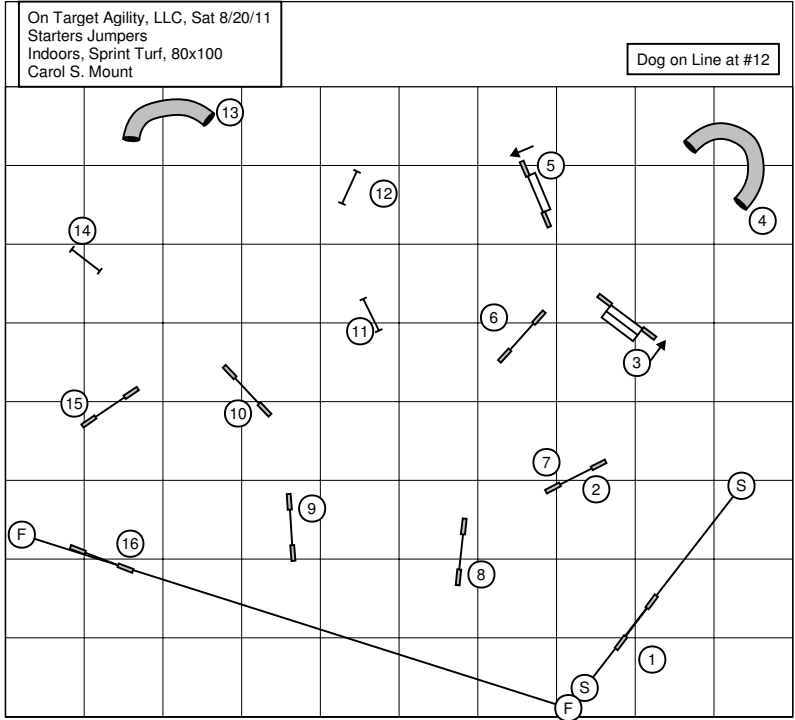 On Target Agility, LLC, Sat 8/20/11
Starters Jumpers
Indoors, Sprint Turf, 80x100
Carol S. Mount
Dog on Line at #12
13
5
12
4
14
6
11
3
15
10
7
2
S
9
F
16
8
1
S
F